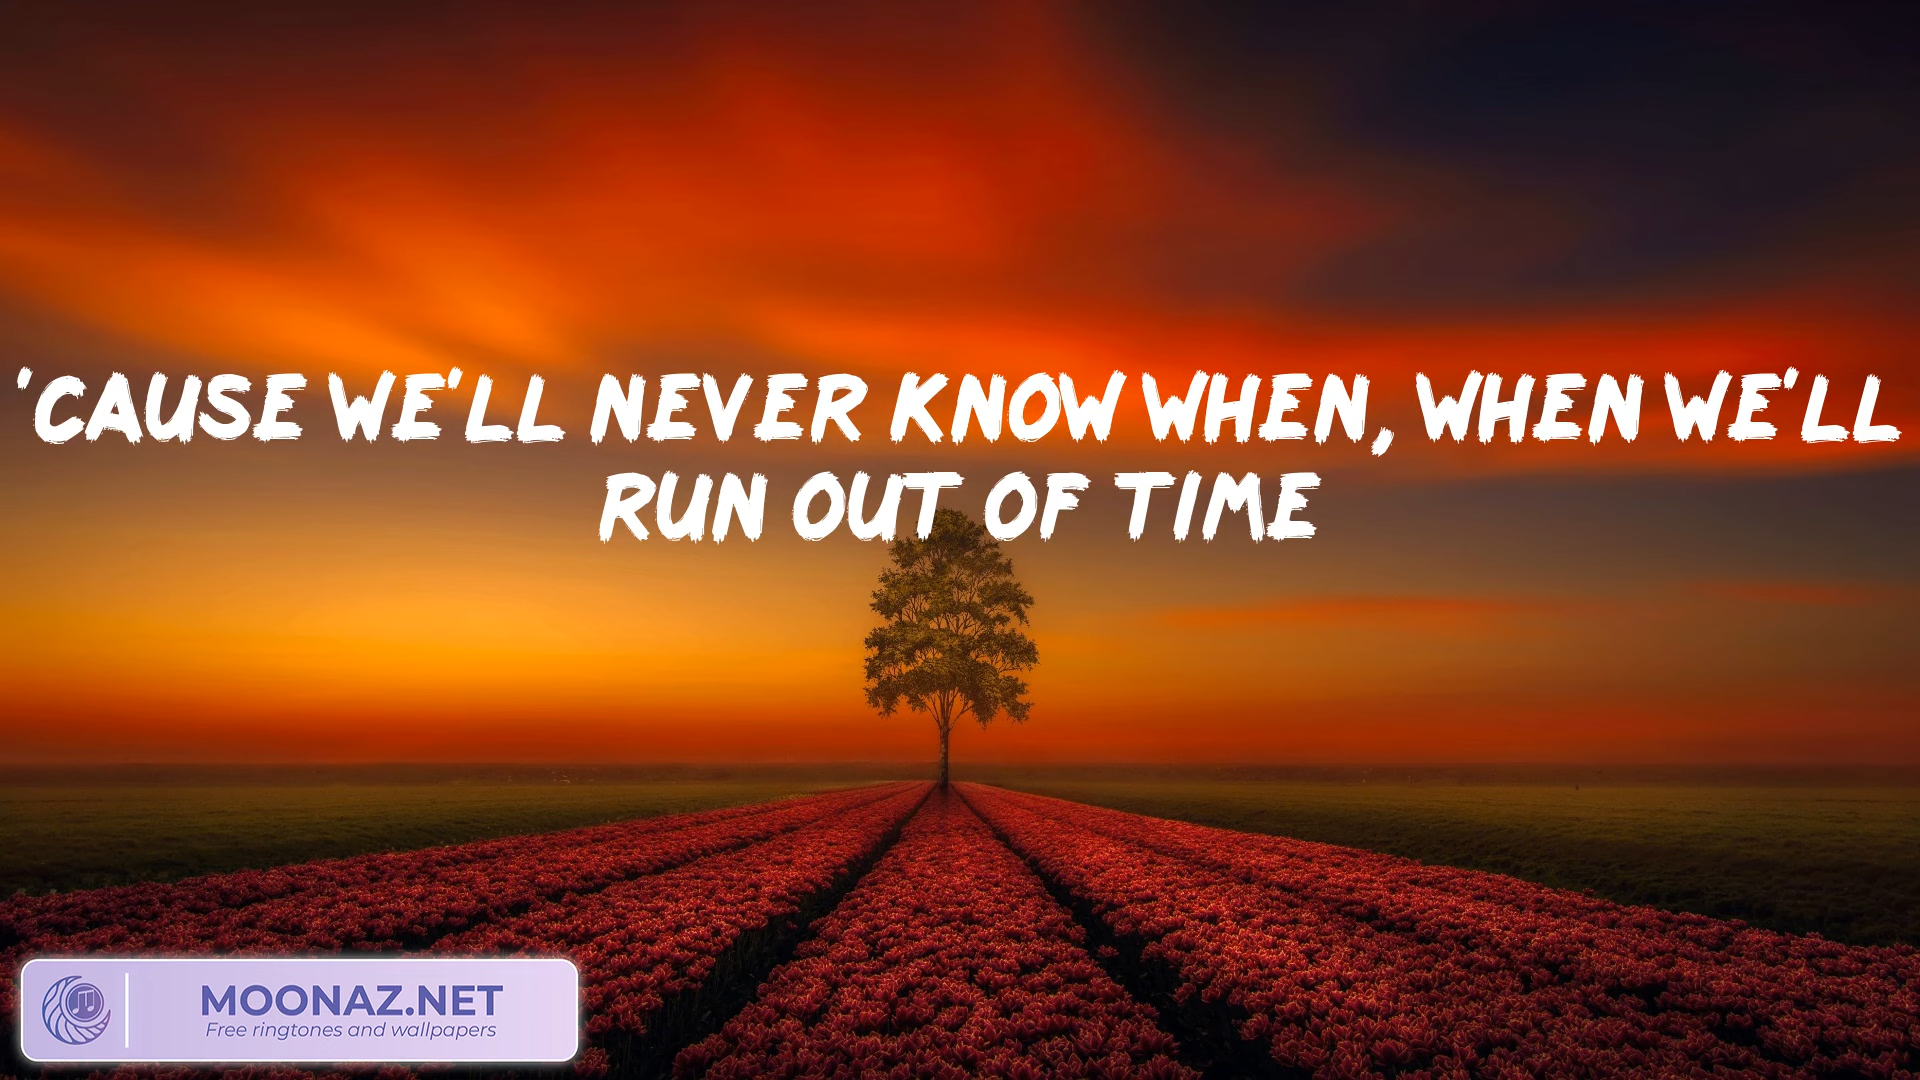 'CAUSE WE'LL NEVER KNOW WHEN, WHEN WE'LL
RUN OUT OF TIME
MOONAZ.NET
Free ringtones and wallpapers